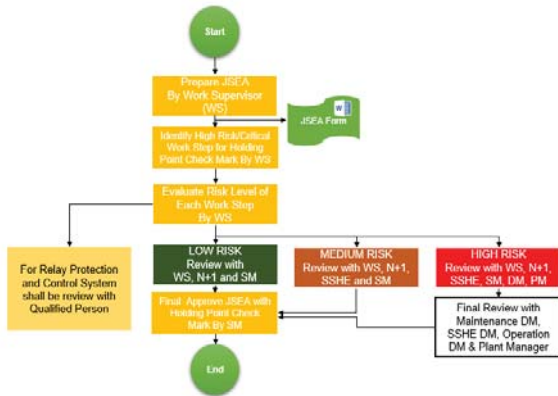 Start
Prepare JSEA
By Work Supervisor
(WS)
JSEA Form
Identify High Risk/Critical
Work Step for Holding
Point Check Mark By WS
Evaluate Risk Level of
Each Work Step
By WS
For Relay Protection
and Control System
shall be review with
Qualified Person
LOW RISK
Review with
WS, N+1 and SM
MEDIUM RISK
Review with WS, N+1,
SSHE and SM
HIGH RISK
Review with WS, N+1,
SSHE, SM, DM, PM
Final Approve JSEA with
Holding Point Check
Mark By SM
Final Review with
Maintenance DM,
SSHE DM, Operation
DM & Plant Manager
End